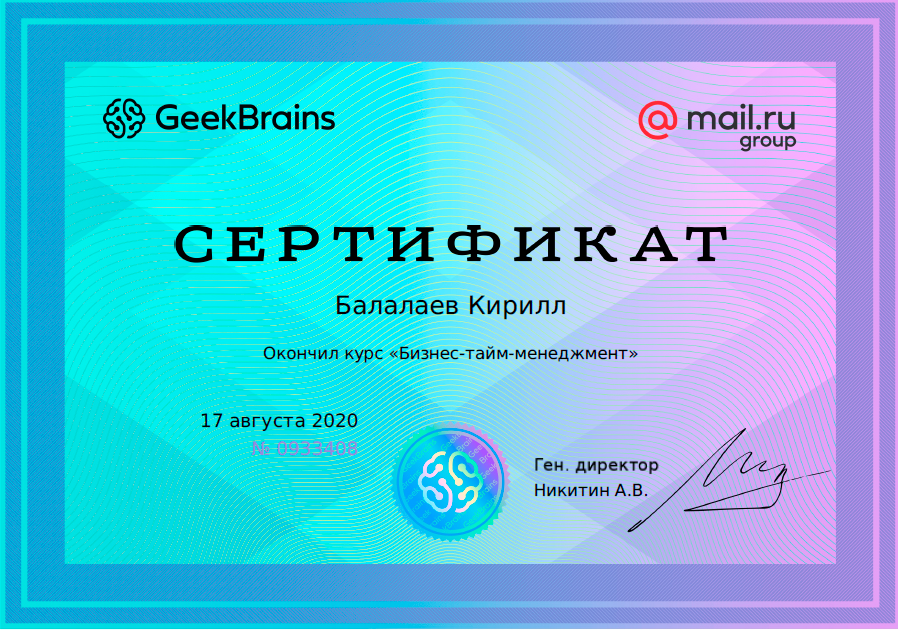 GeekBrains
@ mail.ru
group
СЕРТИФИКАТ
Балалаев Кирилл
Окончил курс «Бизнес-тайм-менеджмент»
17 августа 2020
№ 0933408
Ген. директор
Никитин А.В.